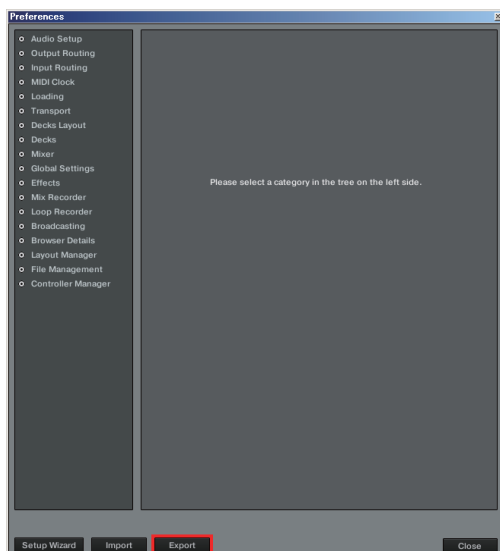 Preferences
Audio Setup
Output Routing
Input Routing
MIDI Clock
Loading
Transport
Decks Layout
Decks
Mixer
Global Settings
Effects
Mix Recorder
Loop Recorder
Broadcasting
Browser Details
Layout Manager
File Management
Controller Manager
Please select a category in the tree on the left side.
Setup Wizard Import Export Close